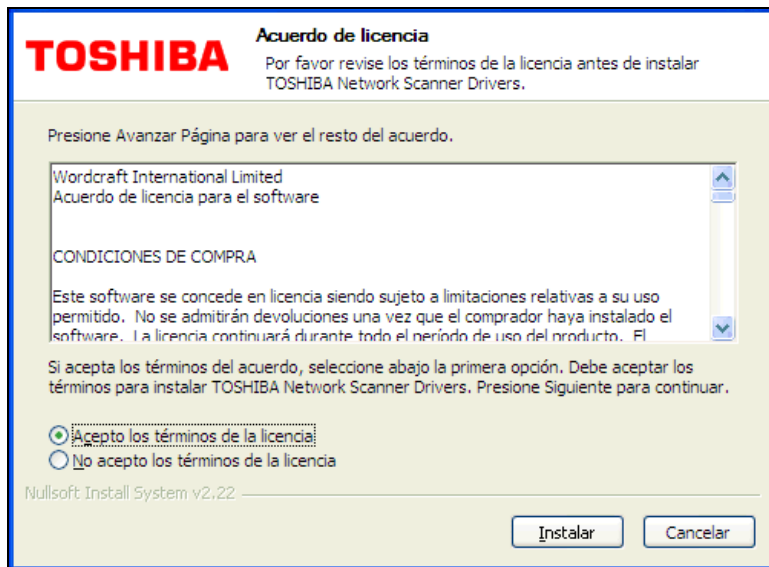 TOSHIBA
Acuerdo de licencia
Por favor revise los términos de la licencia antes de instalar
TOSHIBA Network Scanner Drivers.
Presione Avanzar Página para ver el resto del acuerdo.
Wordcraft International Limited
Acuerdo de licencia para el software
CONDICIONES DE COMPRA
Este software se concede en licencia siendo sujeto a limitaciones relativas a su uso
permitido.  No se admitirán devoluciones una vez que el comprador haya instalado el
software.  La licencia continuará durante todo el período de uso del producto.  El
Si acepta los términos del acuerdo, seleccione abajo la primera opción. Debe aceptar los
términos para instalar TOSHIBA Network Scanner Drivers. Presione Siguiente para continuar.
Acepto los términos de la licencia
No acepto los términos de la licencia
Nullsoft Install System v2.22
Instalar
Cancelar